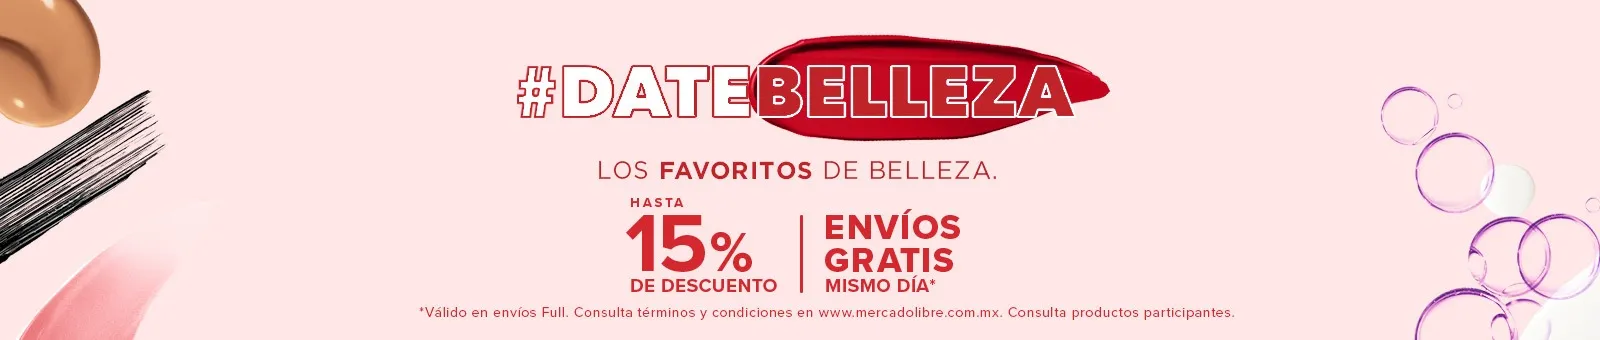 #DATEBELLEZA
LOS FAVORITOS DE BELLEZA.
HASTA
15%
DE DESCUENTO
ENVÍOS
GRATIS
MISMO DÍA*
*Válido en envíos Full. Consulta términos y condiciones en www.mercadolibre.com.mx. Consulta productos participantes.